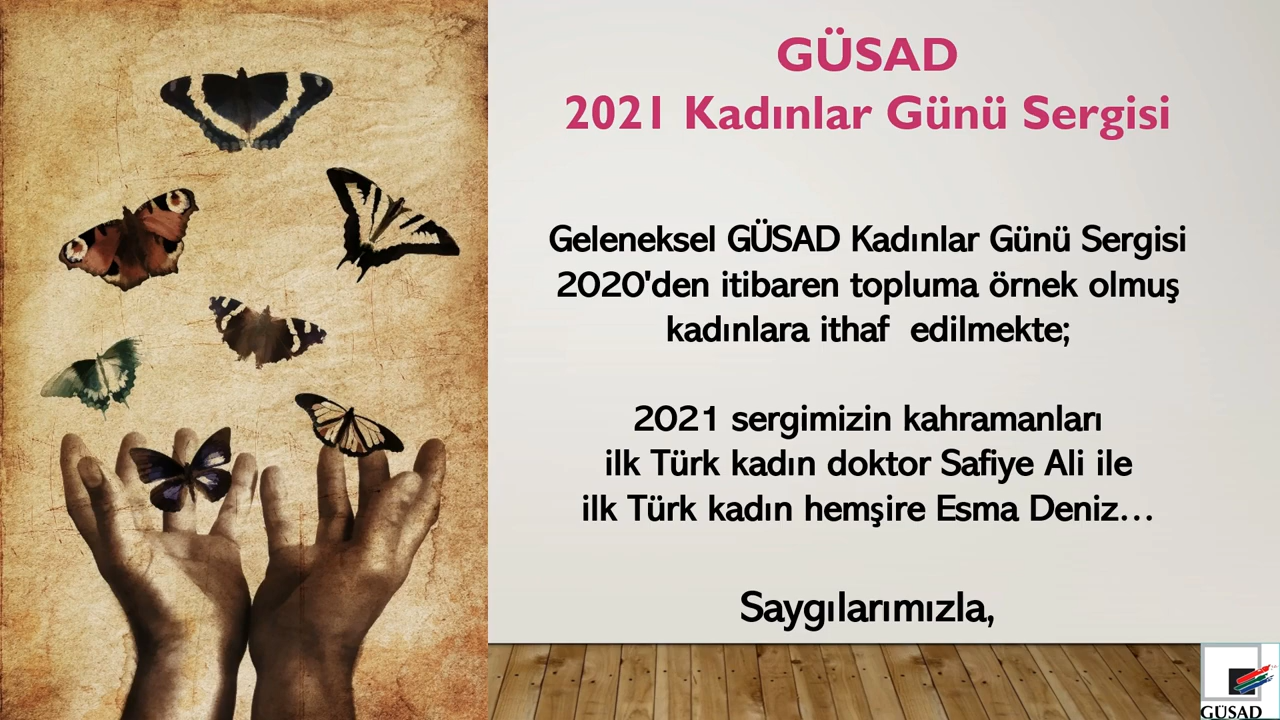 GÜSAD
2021 Kadınlar Günü Sergisi
Geleneksel GÜSAD Kadınlar Günü Sergisi
2020'den itibaren topluma örnek olmuş
kadınlara ithaf  edilmekte;
2021 sergimizin kahramanları
ilk Türk kadın doktor Safiye Ali ile
ilk Türk kadın hemşire Esma Deniz...
Saygılarımızla,
GÜSAD